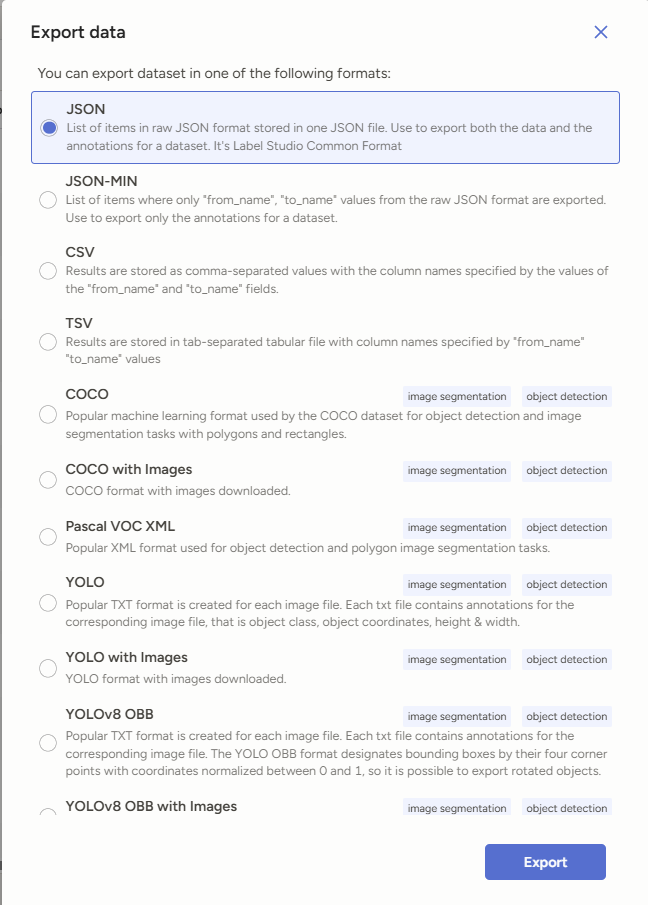 Export data
You can export dataset in one of the following formats:
JSON
List of items in raw JSON format stored in one JSON file. Use to export both the data and the
annotations for a dataset. It's Label Studio Common Format
JSON-MIN
List of items where only "from_name", "to_name" values from the raw JSON format are exported.
Use to export only the annotations for a dataset.
CSV
Results are stored as comma-separated values with the column names specified by the values of
the "from_name" and "to_name" fields.
TSV
Results are stored in tab-separated tabular file with column names specified by "from_name"
"to_name" values
COCO image segmentation object detection
Popular machine learning format used by the COCO dataset for object detection and image
segmentation tasks with polygons and rectangles.
COCO with Images image segmentation object detection
COCO format with images downloaded.
Pascal VOC XML image segmentation object detection
Popular XML format used for object detection and polygon image segmentation tasks.
YOLO image segmentation object detection
Popular TXT format is created for each image file. Each txt file contains annotations for the
corresponding image file, that is object class, object coordinates, height & width.
YOLO with Images image segmentation object detection
YOLO format with images downloaded.
YOLOv8 OBB image segmentation object detection
Popular TXT format is created for each image file. Each txt file contains annotations for the
corresponding image file. The YOLO OBB format designates bounding boxes by their four corner
points with coordinates normalized between 0 and 1, so it is possible to export rotated objects.
YOLOv8 OBB with Images image segmentation object detection
Export